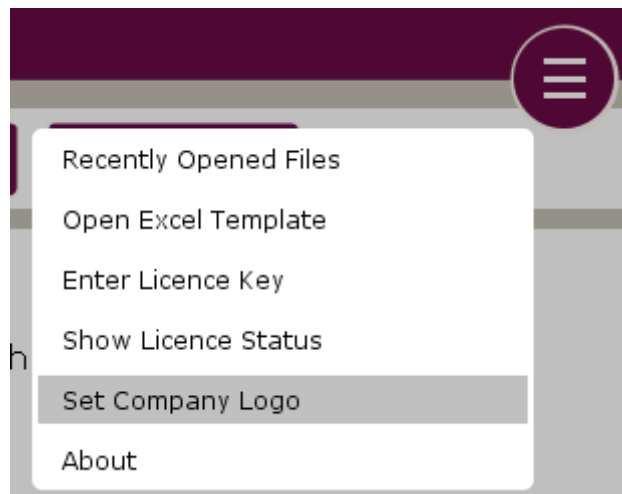 Recently Opened Files
Open Excel Template
Enter Licence Key
Show Licence Status
h
Set Company Logo
About